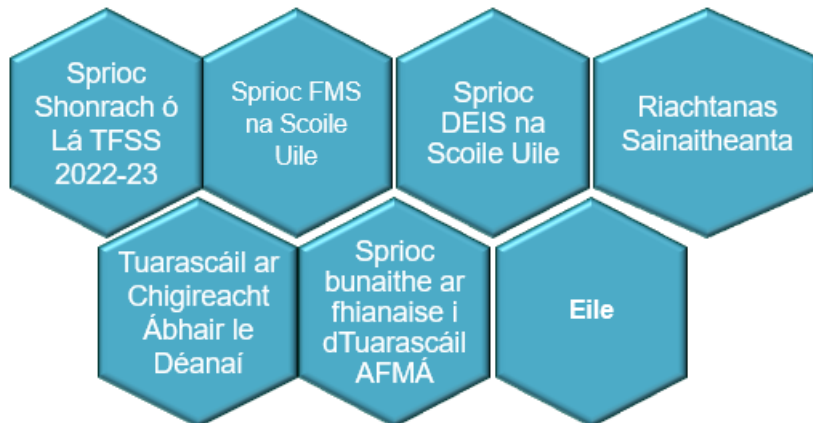 Sprioc
Shonrach ó
Lá TFSS
2022-23
Sprioc FMS
na Scoile
Uile
Sprioc
DEIS na
Scoile Uile
Riachtanas
Sainaitheanta
Tuarascáil ar
Chigireacht
Ábhair le
Déanaí
Sprioc
bunaithe ar
fhianaise i
dTuarascáil
AFMÁ
Eile